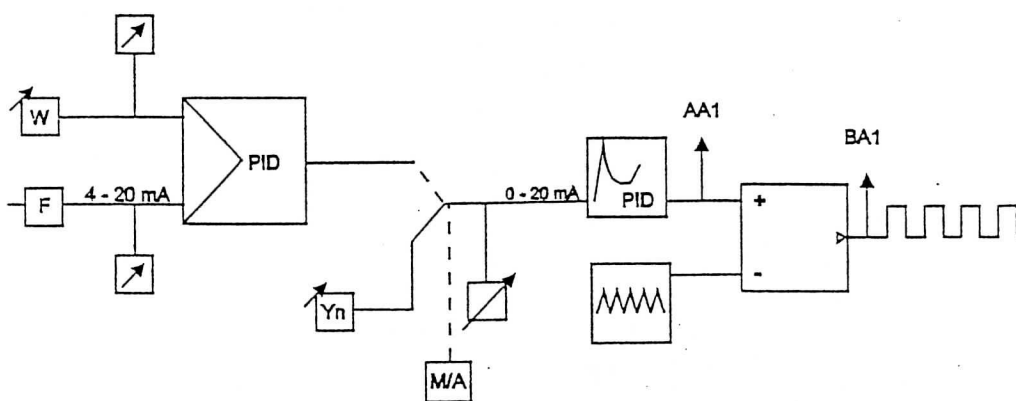 W
PID
F
4 - 20 mA
Yn
M/A
0 - 20 mA
PID
AA1
+
-
BA1